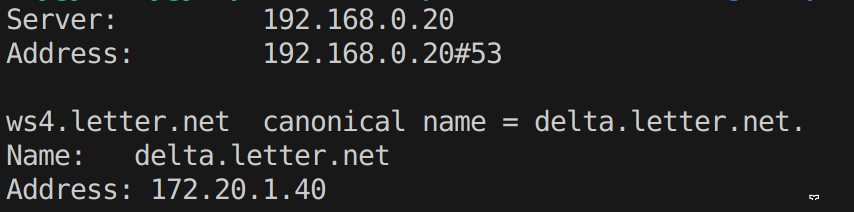 Server: 192.168.0.20
Address: 192.168.0.20#53
ws4.letter.net canonical name = delta.letter.net.
Name: delta.letter.net
Address: 172.20.1.40